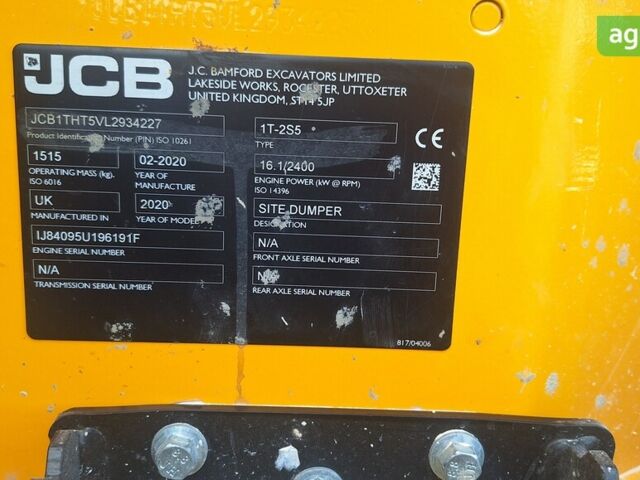 JCB
J.C. BAMFORD EXCAVATORS LIMITED
LAKESIDE WORKS, ROCESTER, UTTOXETER
UNITED KINGDOM, ST14 5JP
JCB1THT5VL2934227
Product Identification Number (PIN) ISO 10261
1T-2S5
TYPE
1515
OPERATING MASS (kg),
ISO 6016
02-2020
YEAR OF
MANUFACTURE
16.1/2400
ENGINE POWER (kW @ RPM)
ISO 14396
UK
MANUFACTURED IN
2020
YEAR OF MODEL
SITE DUMPER
DESIGNATION
IJ84095U196191F
ENGINE SERIAL NUMBER
N/A
FRONT AXLE SERIAL NUMBER
N/A
TRANSMISSION SERIAL NUMBER
REAR AXLE SERIAL NUMBER
817/04006
CE
ag